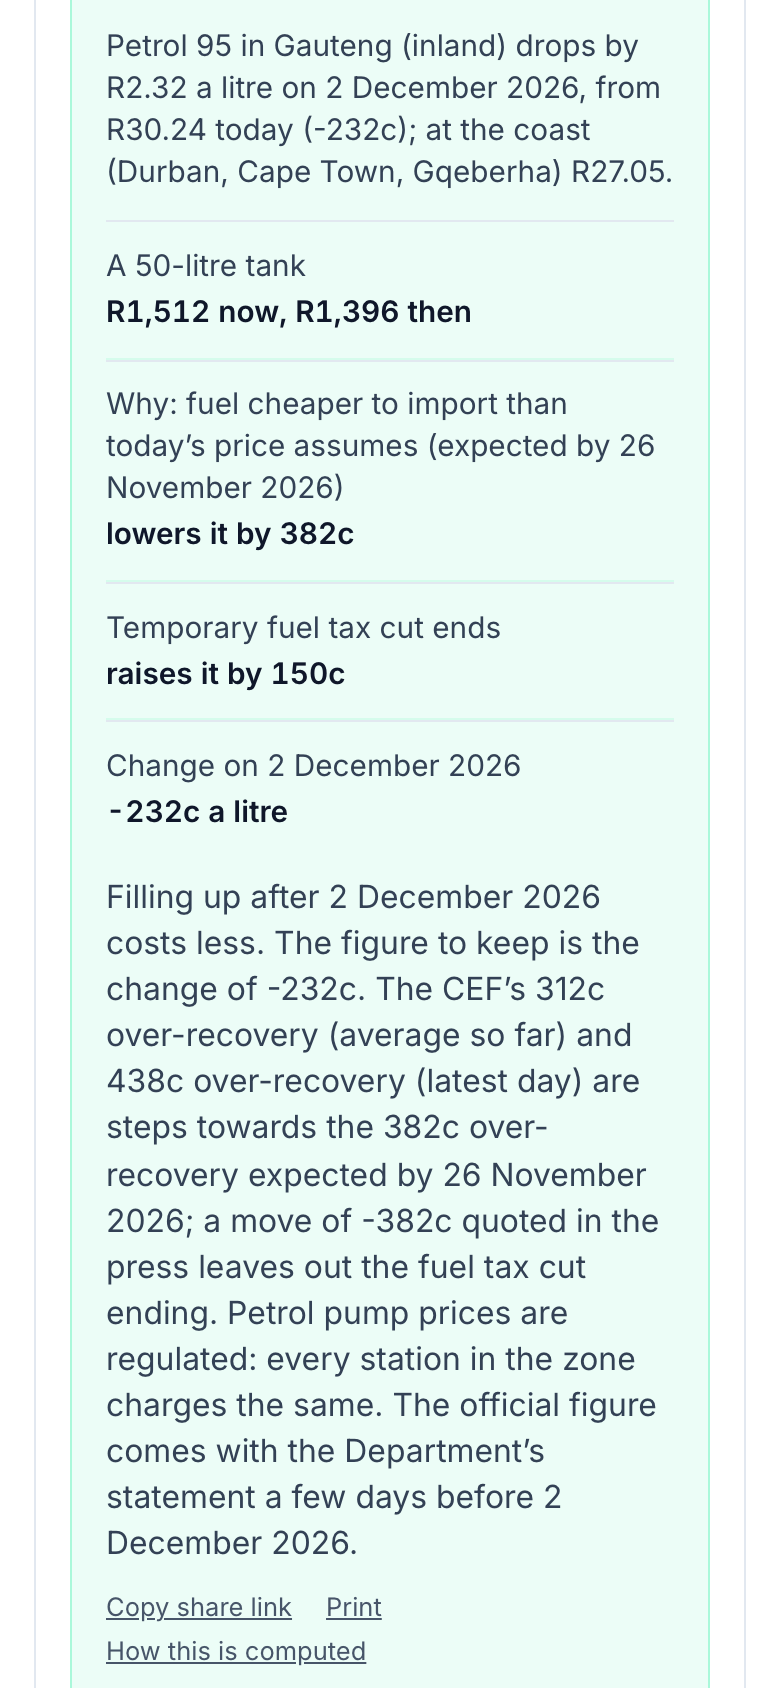 Petrol 95 in Gauteng (inland) drops by
R2.32 a litre on 2 December 2026, from
R30.24 today (-232c); at the coast
(Durban, Cape Town, Gqeberha) R27.05.
A 50-litre tank
R1,512 now, R1,396 then
Why: fuel cheaper to import than
today’s price assumes (expected by 26
November 2026)
lowers it by 382c
Temporary fuel tax cut ends
raises it by 150c
Change on 2 December 2026
-232c a litre
Filling up after 2 December 2026
costs less. The figure to keep is the
change of -232c. The CEF’s 312c
over-recovery (average so far) and
438c over-recovery (latest day) are
steps towards the 382c over-
recovery expected by 26 November
2026; a move of -382c quoted in the
press leaves out the fuel tax cut
ending. Petrol pump prices are
regulated: every station in the zone
charges the same. The official figure
comes with the Department’s
statement a few days before 2
December 2026.
Copy share link Print
How this is computed